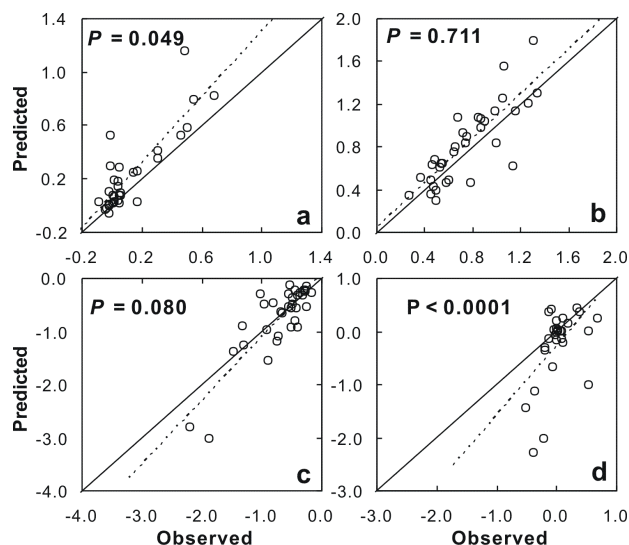 1.4
P = 0.049
1.0
0.6
0.2
-0.2
a
-0.2 0.2 0.6 1.0 1.4
Predicted
2.0
P = 0.711
1.6
1.2
0.8
0.4
0.0
b
0.0 0.4 0.8 1.2 1.6 2.0
0.0
P = 0.080
-1.0
-2.0
-3.0
-4.0
c
-4.0 -3.0 -2.0 -1.0 0.0
Predicted
Observed
1.0
P < 0.0001
0.0
-1.0
-2.0
-3.0
d
-3.0 -2.0 -1.0 0.0 1.0
Observed